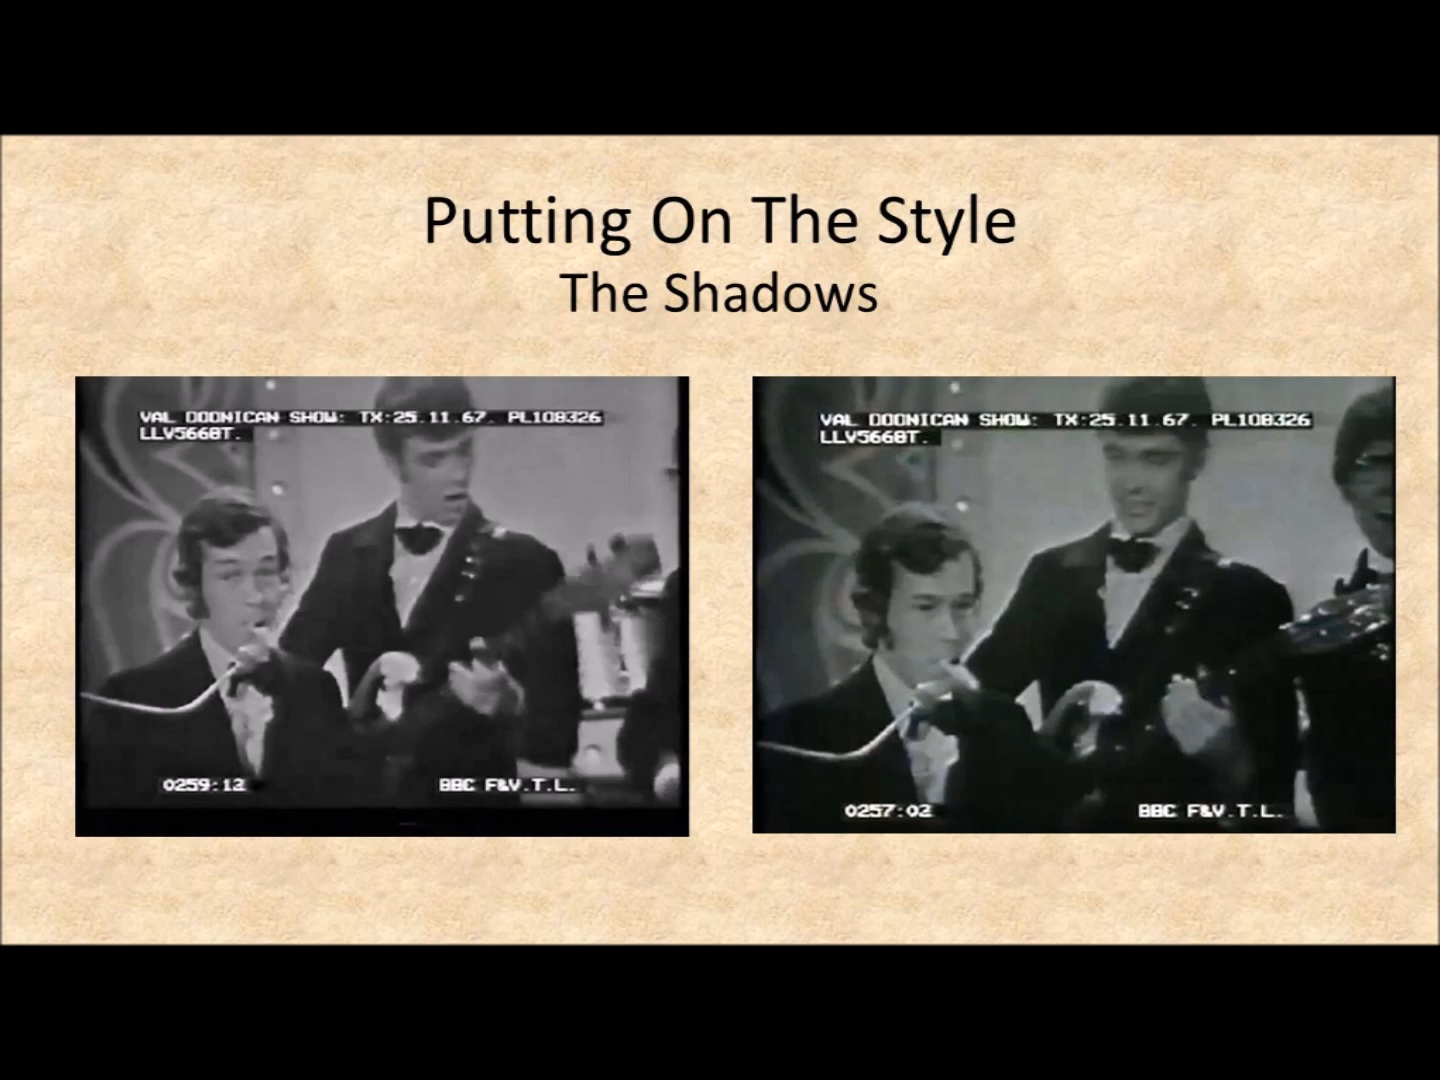 Putting On The Style
The Shadows
VAL DOONICAN SHOW: TX:25.11.67. PL108326
LLV5668T.
0259:12 BBC F&V.T.L.
VAL DOONICAN SHOW: TX:25.11.67. PL108326
LLV5668T.
0257:02 BBC F&V.T.L.